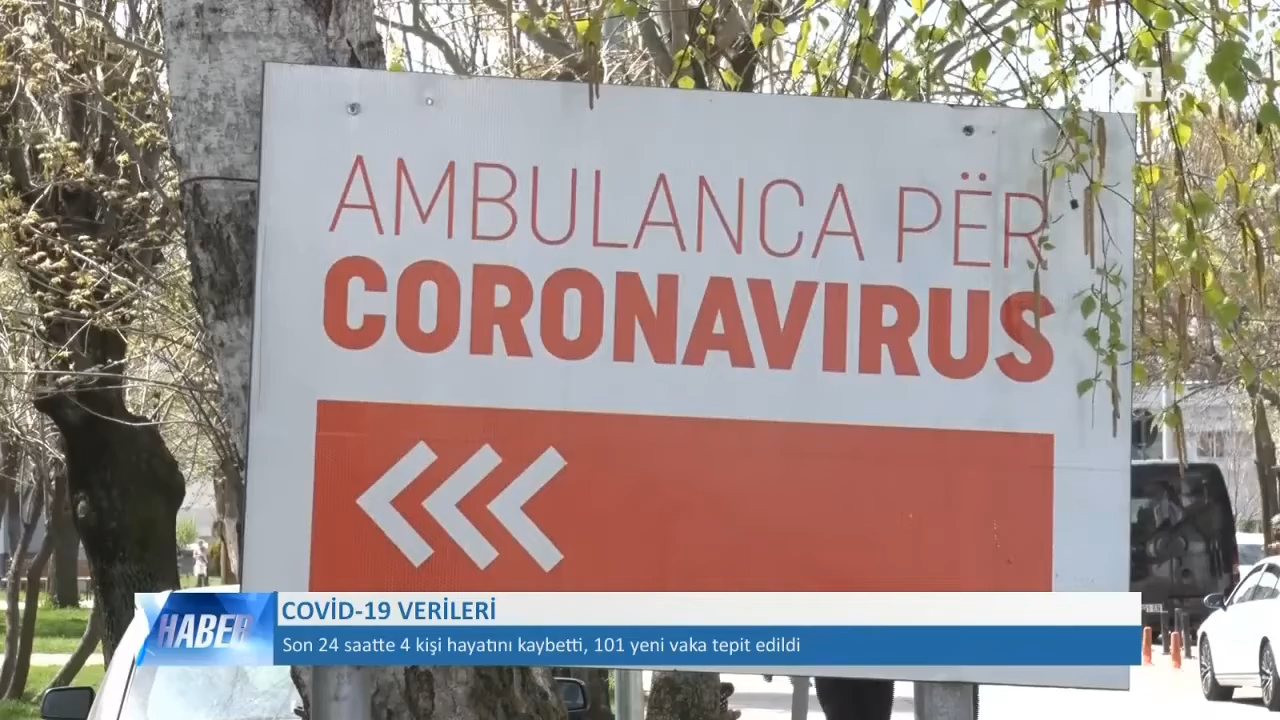 AMBULANCA PËR
CORONAVIRUS
HABER
COVİD-19 VERİLERİ
Son 24 saatte 4 kişi hayatını kaybetti, 101 yeni vaka tepit edildi